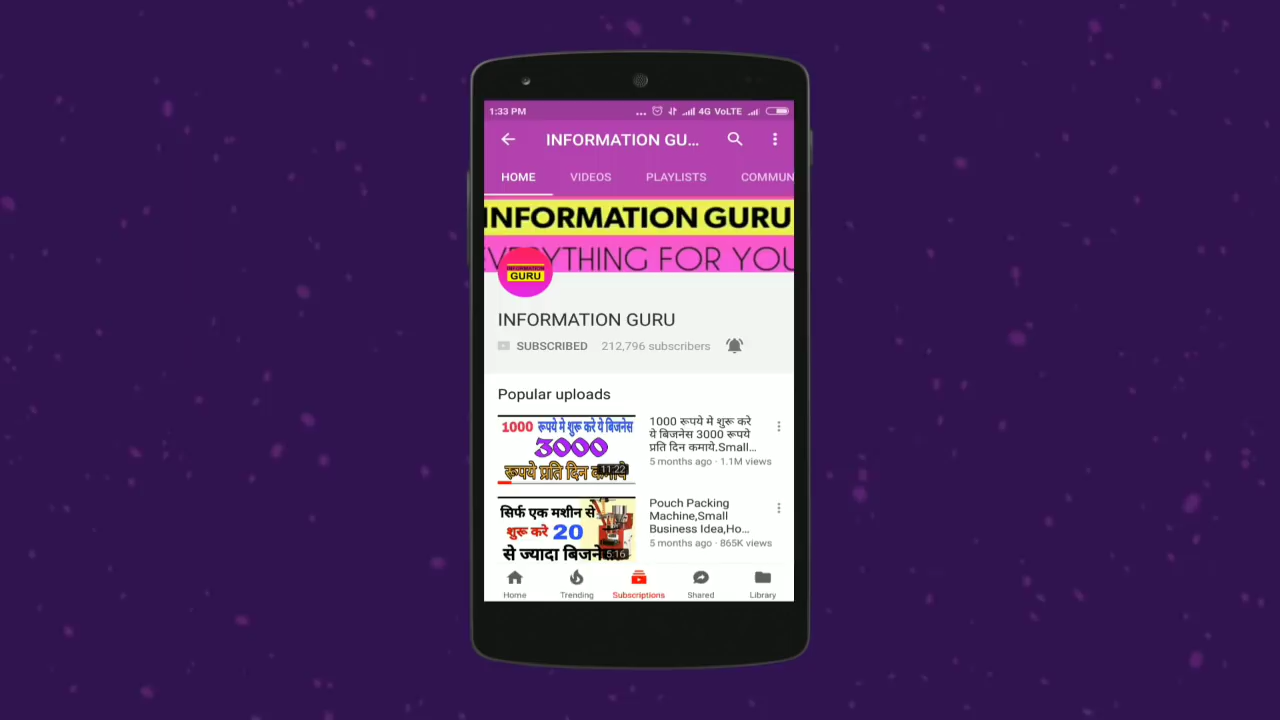 1:33 PM ... 4G VoLTE
INFORMATION GU...
HOME VIDEOS PLAYLISTS COMMUN
INFORMATION GURU
EVERYTHING FOR YOU
INFORMATION
GURU
INFORMATION GURU
SUBSCRIBED 212,796 subscribers
Popular uploads
1000 रूपये मे शुरू करे ये बिजनेस
3000
रूपये प्रति दिन कमाये
11:22
1000 रूपये मे शुरू करे
ये बिजनेस 3000 रूपये
प्रति दिन कमाये,Small...
5 months ago · 1.1M views
सिर्फ एक मशीन से
शुरू करे 20
से ज्यादा बिजनेस
5:16
Pouch Packing
Machine,Small
Business Idea,Ho...
5 months ago · 865K views
Home Trending Subscriptions Shared Library